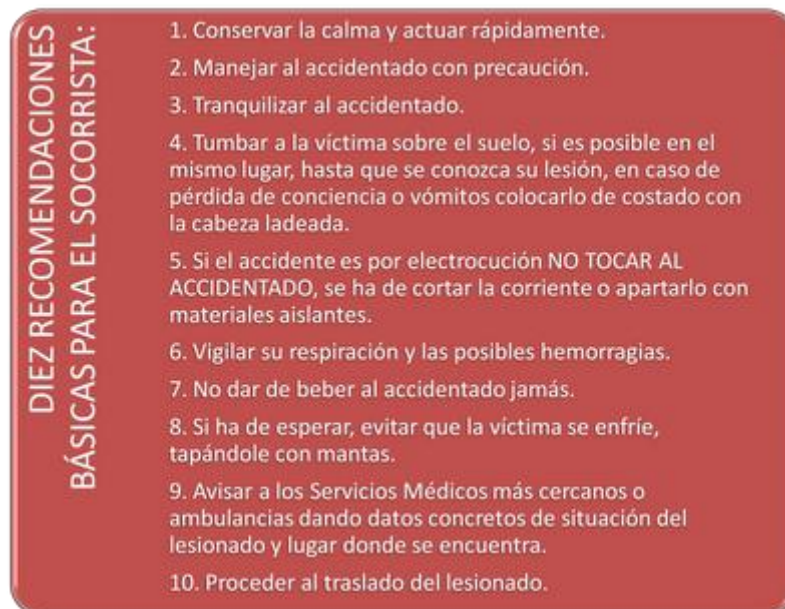 DIEZ RECOMENDACIONES
BÁSICAS PARA EL SOCORRISTA:
1. Conservar la calma y actuar rápidamente.
2. Manejar al accidentado con precaución.
3. Tranquilizar al accidentado.
4. Tumbar a la víctima sobre el suelo, si es posible en el
mismo lugar, hasta que se conozca su lesión, en caso de
pérdida de conciencia o vómitos colocarlo de costado con
la cabeza ladeada.
5. Si el accidente es por electrocución NO TOCAR AL
ACCIDENTADO, se ha de cortar la corriente o apartarlo con
materiales aislantes.
6. Vigilar su respiración y las posibles hemorragias.
7. No dar de beber al accidentado jamás.
8. Si ha de esperar, evitar que la víctima se enfríe,
tapándole con mantas.
9. Avisar a los Servicios Médicos más cercanos o
ambulancias dando datos concretos de situación del
lesionado y lugar donde se encuentra.
10. Proceder al traslado del lesionado.